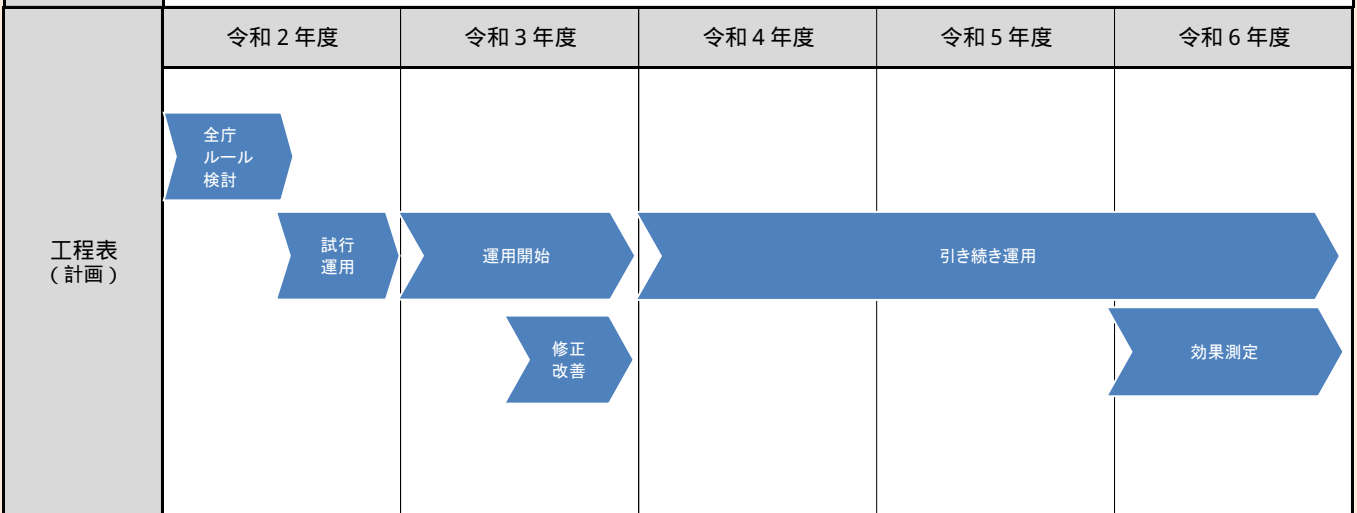 令和2年度
令和3年度
令和4年度
令和5年度
令和6年度
工程表
(計画)
全庁
ルール
検討
試行
運用
運用開始
引き続き運用
修正
改善
効果測定